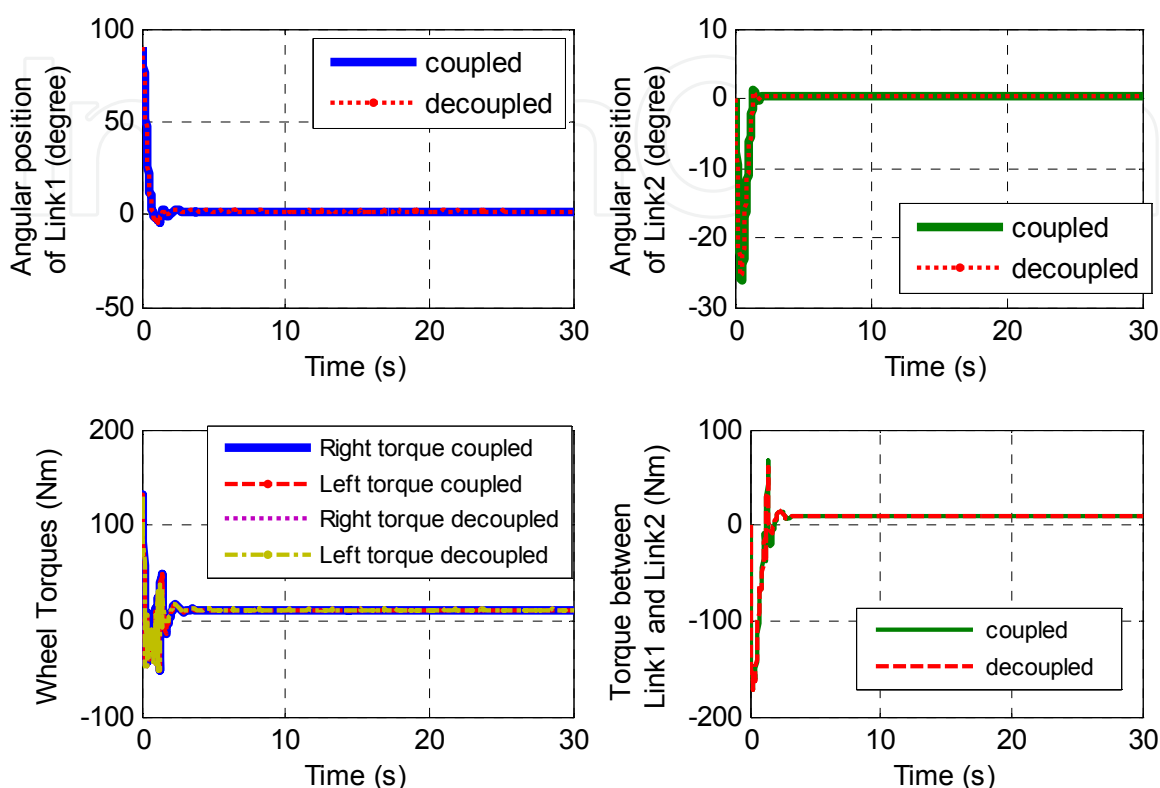 Angular position
of Link1 (degree)
100
50
0
-50
coupled
decoupled
0
10
20
30
Time (s)
Angular position
of Link2 (degree)
10
0
-10
-20
-30
coupled
decoupled
0
10
20
30
Time (s)
Wheel Torques (Nm)
200
100
0
-100
Right torque coupled
Left torque coupled
Right torque decoupled
Left torque decoupled
0
10
20
30
Time (s)
Torque between
Link1 and Link2 (Nm)
100
0
-100
-200
coupled
decoupled
0
10
20
30
Time (s)